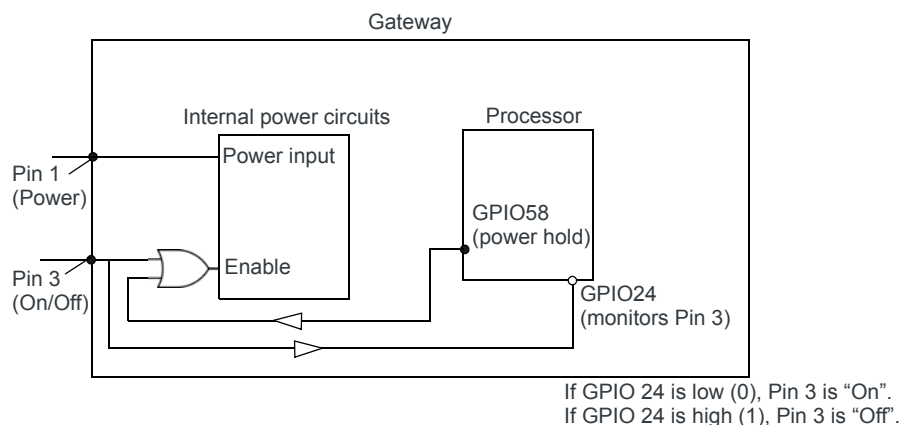 Gateway
Internal power circuits
Processor
Power input
Pin 1
(Power)
GPIO58
(power hold)
Enable
Pin 3
(On/Off)
GPIO24
(monitors Pin 3)
If GPIO 24 is low (0), Pin 3 is “On”.
If GPIO 24 is high (1), Pin 3 is “Off”.